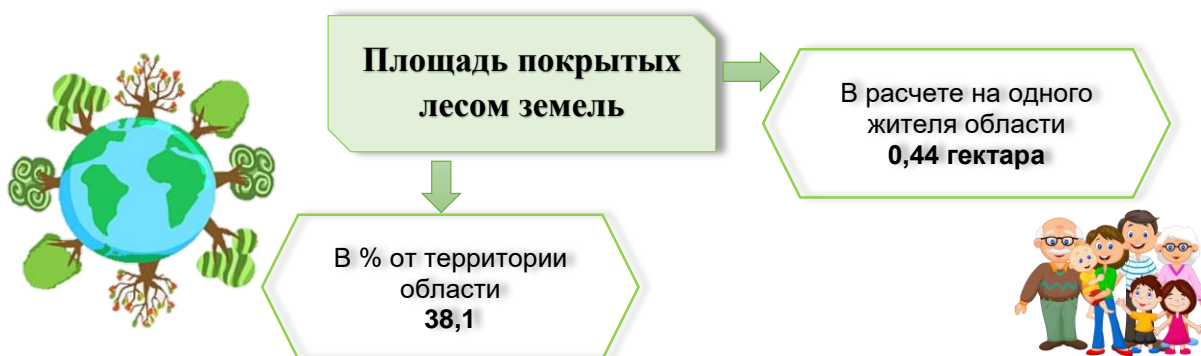 Площадь покрытых
лесом земель
В расчете на одного
жителя области
0,44 гектара
В % от территории
области
38,1